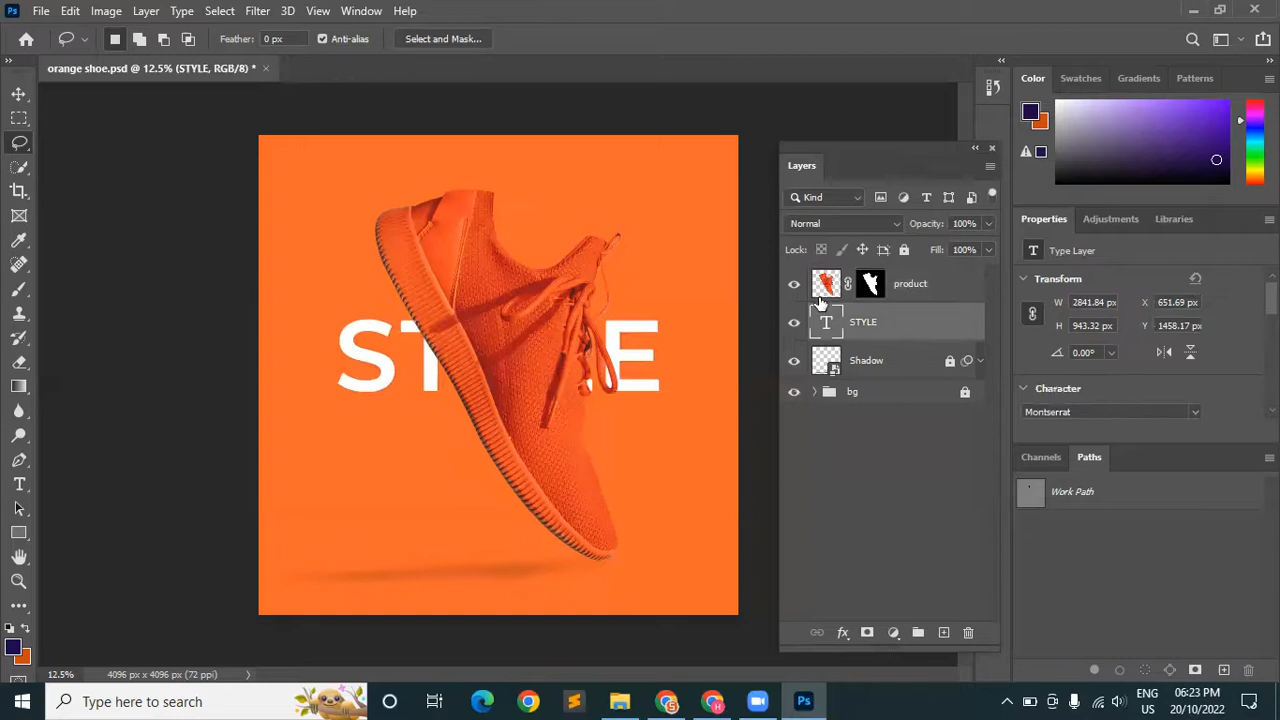 Ps File Edit Image Layer Type Select Filter 3D View Window Help
Feather: 0 px Anti-alias Select and Mask...
orange shoe.psd @ 12.5% (STYLE, RGB/8) * ×
Color Swatches Gradients Patterns
Layers
Kind
Normal Opacity: 100%
Lock: Fill: 100%
product
T STYLE
Shadow
bg
Properties Adjustments Libraries
T Type Layer
Transform
W 2841.84 px X 651.69 px
H 943.32 px Y 1458.17 px
0.00°
Character
Montserrat
Channels Paths
Work Path
fx
12.5% 4096 px x 4096 px (72 ppi)
Type here to search
Ps
ENG 06:23 PM
US 20/10/2022